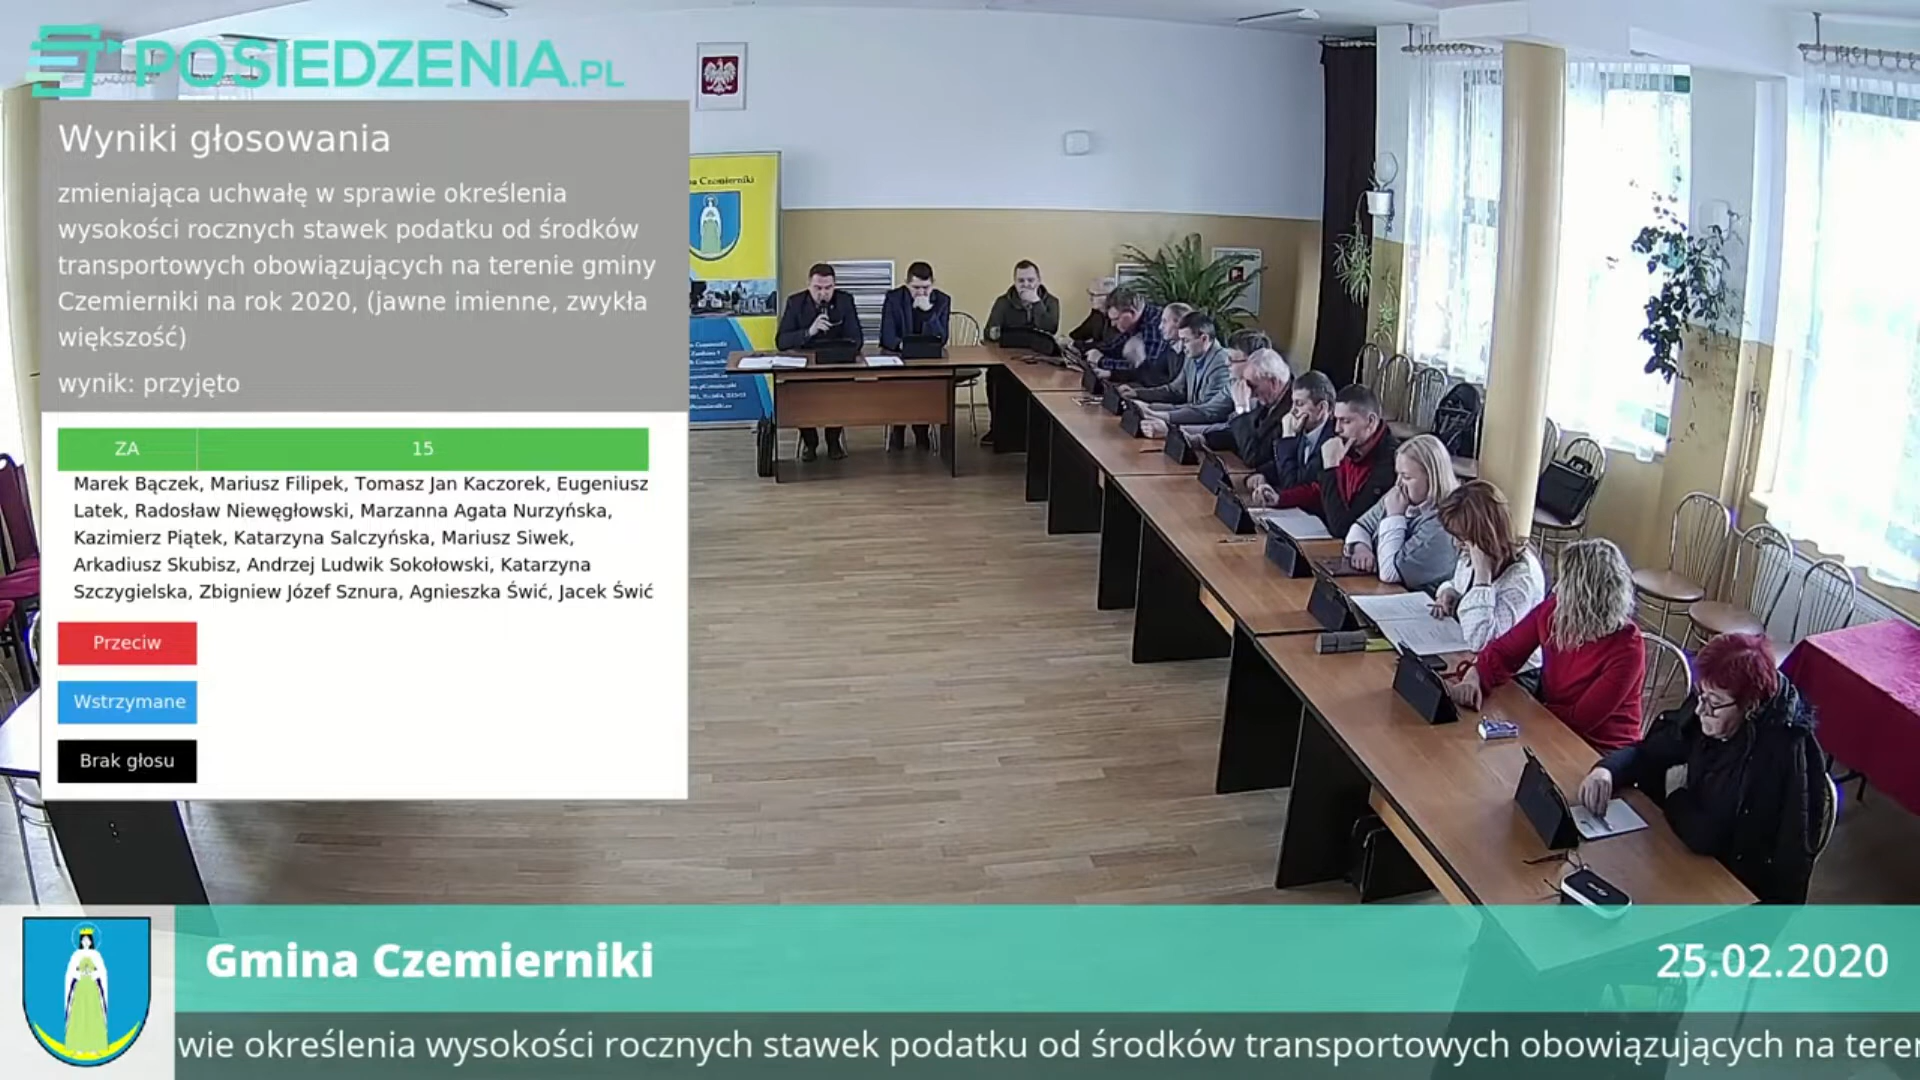 POSIEDZENIA.PL
Wyniki głosowania
zmieniająca uchwałę w sprawie określenia
wysokości rocznych stawek podatku od środków
transportowych obowiązujących na terenie gminy
Czemierniki na rok 2020, (jawne imienne, zwykła
większość)
wynik: przyjęto
ZA 15
Marek Bączek, Mariusz Filipek, Tomasz Jan Kaczorek, Eugeniusz
Latek, Radosław Niewęgłowski, Marzanna Agata Nurzyńska,
Kazimierz Piątek, Katarzyna Salczyńska, Mariusz Siwek,
Arkadiusz Skubisz, Andrzej Ludwik Sokołowski, Katarzyna
Szczygielska, Zbigniew Józef Sznura, Agnieszka Świć, Jacek Świć
Przeciw
Wstrzymane
Brak głosu
Czemierniki
Gmina Czemierniki
25.02.2020
wie określenia wysokości rocznych stawek podatku od środków transportowych obowiązujących na teren